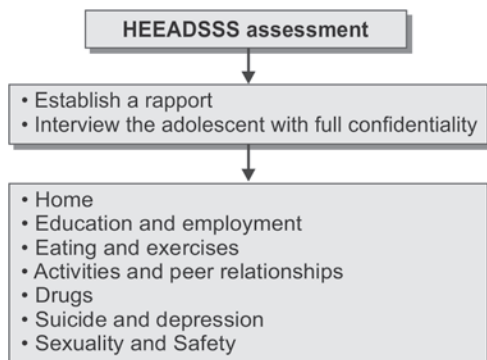 HEEADSSS assessment
• Establish a rapport
• Interview the adolescent with full confidentiality
• Home
• Education and employment
• Eating and exercises
• Activities and peer relationships
• Drugs
• Suicide and depression
• Sexuality and Safety